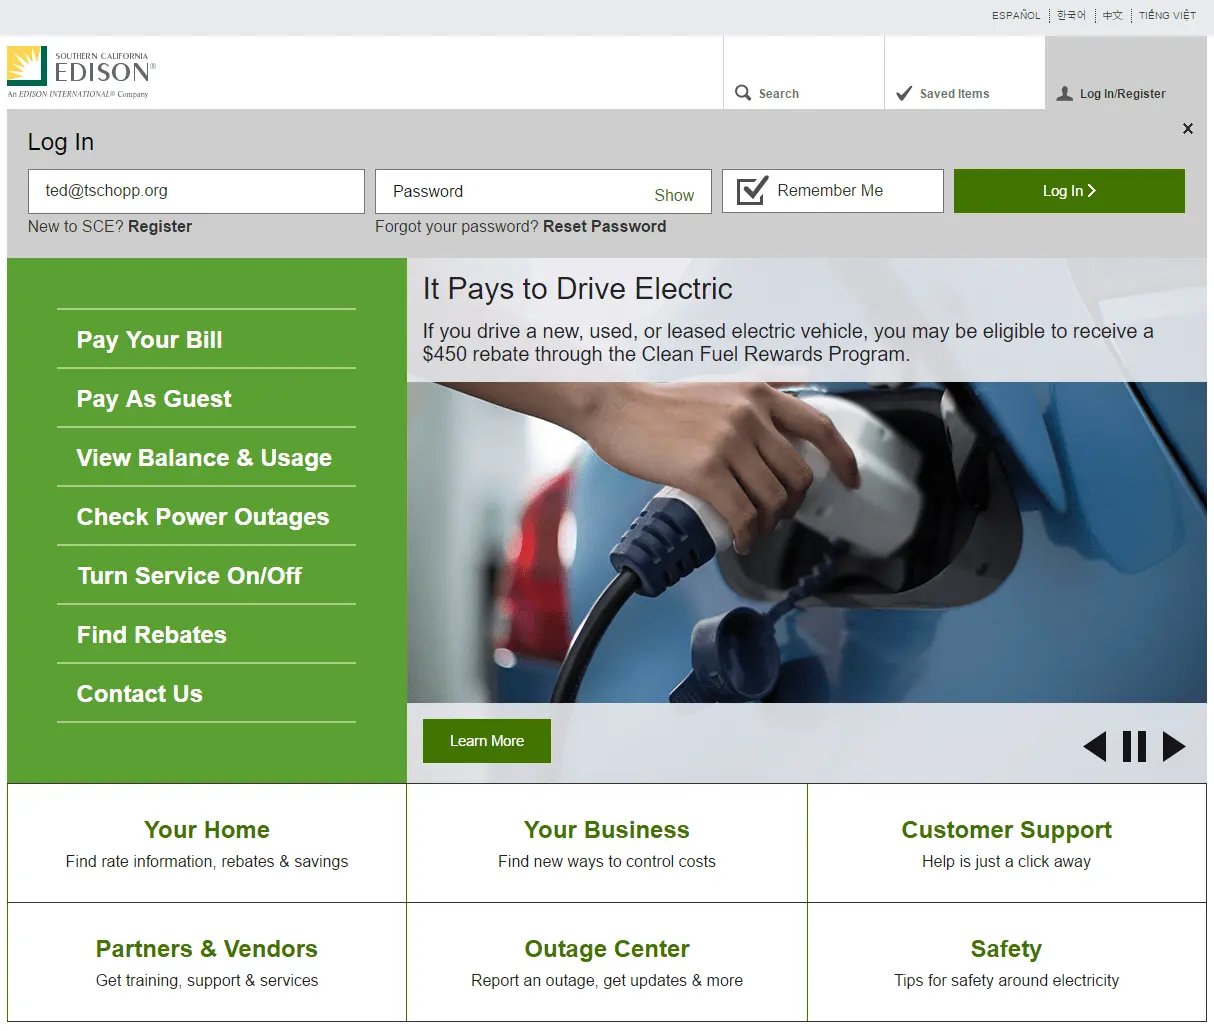 ESPAÑOL 한국어 中文 TIẾNG VIỆT
SOUTHERN CALIFORNIA
EDISON®
An EDISON INTERNATIONAL® Company
Search
Saved Items
Log In/Register
Log In
ted@tschopp.org
Password
Show
Remember Me
Log In
New to SCE? Register
Forgot your password? Reset Password
Pay Your Bill
Pay As Guest
View Balance & Usage
Check Power Outages
Turn Service On/Off
Find Rebates
Contact Us
It Pays to Drive Electric
If you drive a new, used, or leased electric vehicle, you may be eligible to receive a
$450 rebate through the Clean Fuel Rewards Program.
Learn More
Your Home
Find rate information, rebates & savings
Your Business
Find new ways to control costs
Customer Support
Help is just a click away
Partners & Vendors
Get training, support & services
Outage Center
Report an outage, get updates & more
Safety
Tips for safety around electricity